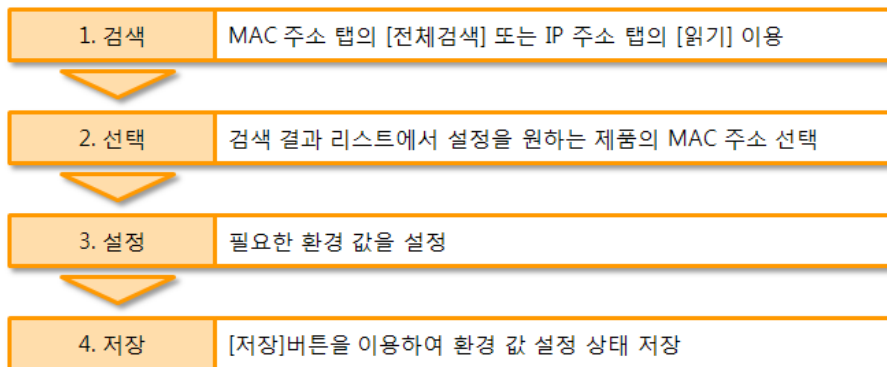 1. 검색
MAC 주소 탭의 [전체검색] 또는 IP 주소 탭의 [읽기] 이용
2. 선택
검색 결과 리스트에서 설정을 원하는 제품의 MAC 주소 선택
3. 설정
필요한 환경 값을 설정
4. 저장
[저장]버튼을 이용하여 환경 값 설정 상태 저장